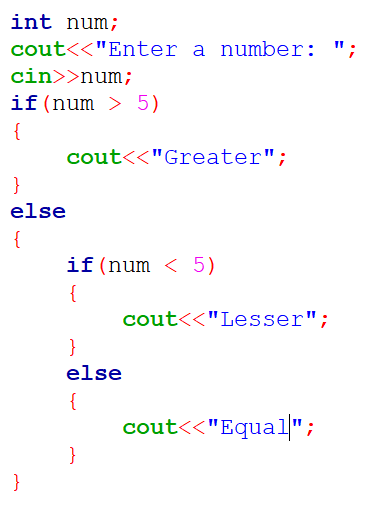 int num;
cout<<"Enter a number: ";
cin>>num;
if(num > 5)
{
    cout<<"Greater";
}
else
{
    if(num < 5)
    {
        cout<<"Lesser";
    }
    else
    {
        cout<<"Equal";
    }
}